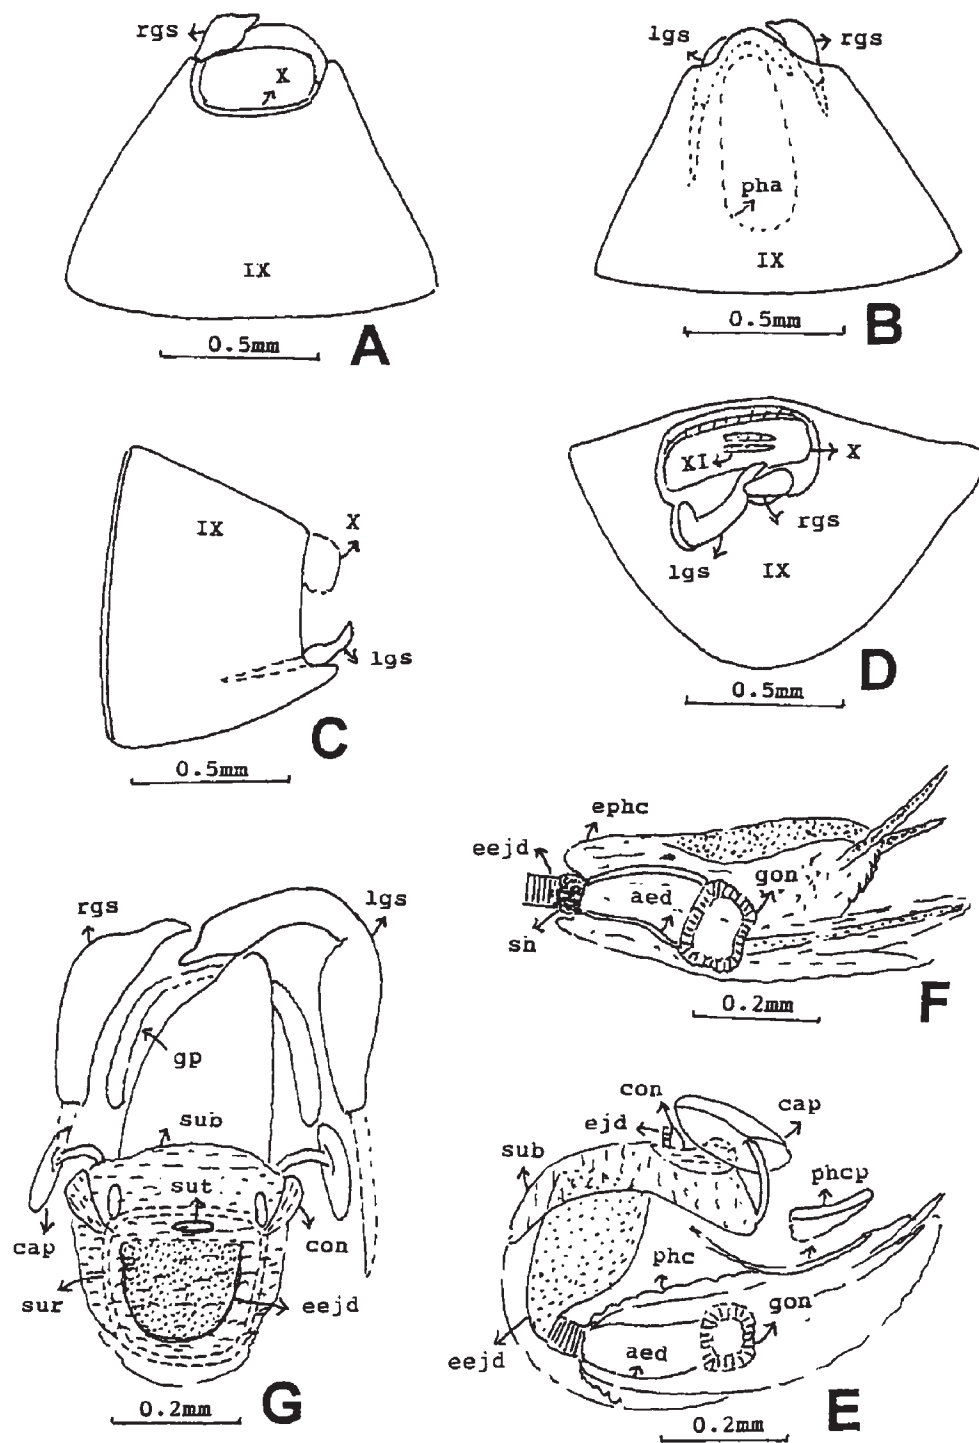 rgs
X
IX
0.5mm
A
lgs
rgs
pha
IX
0.5mm
B
IX
X
lgs
0.5mm
C
XI
X
rgs
lgs
IX
0.5mm
D
ephc
eejd
gon
aed
sh
0.2mm
F
rgs
lgs
gp
sub
sut
cap
con
sur
eejd
0.2mm
G
con
cap
ejd
sub
phcp
phc
gon
aed
eejd
0.2mm
E